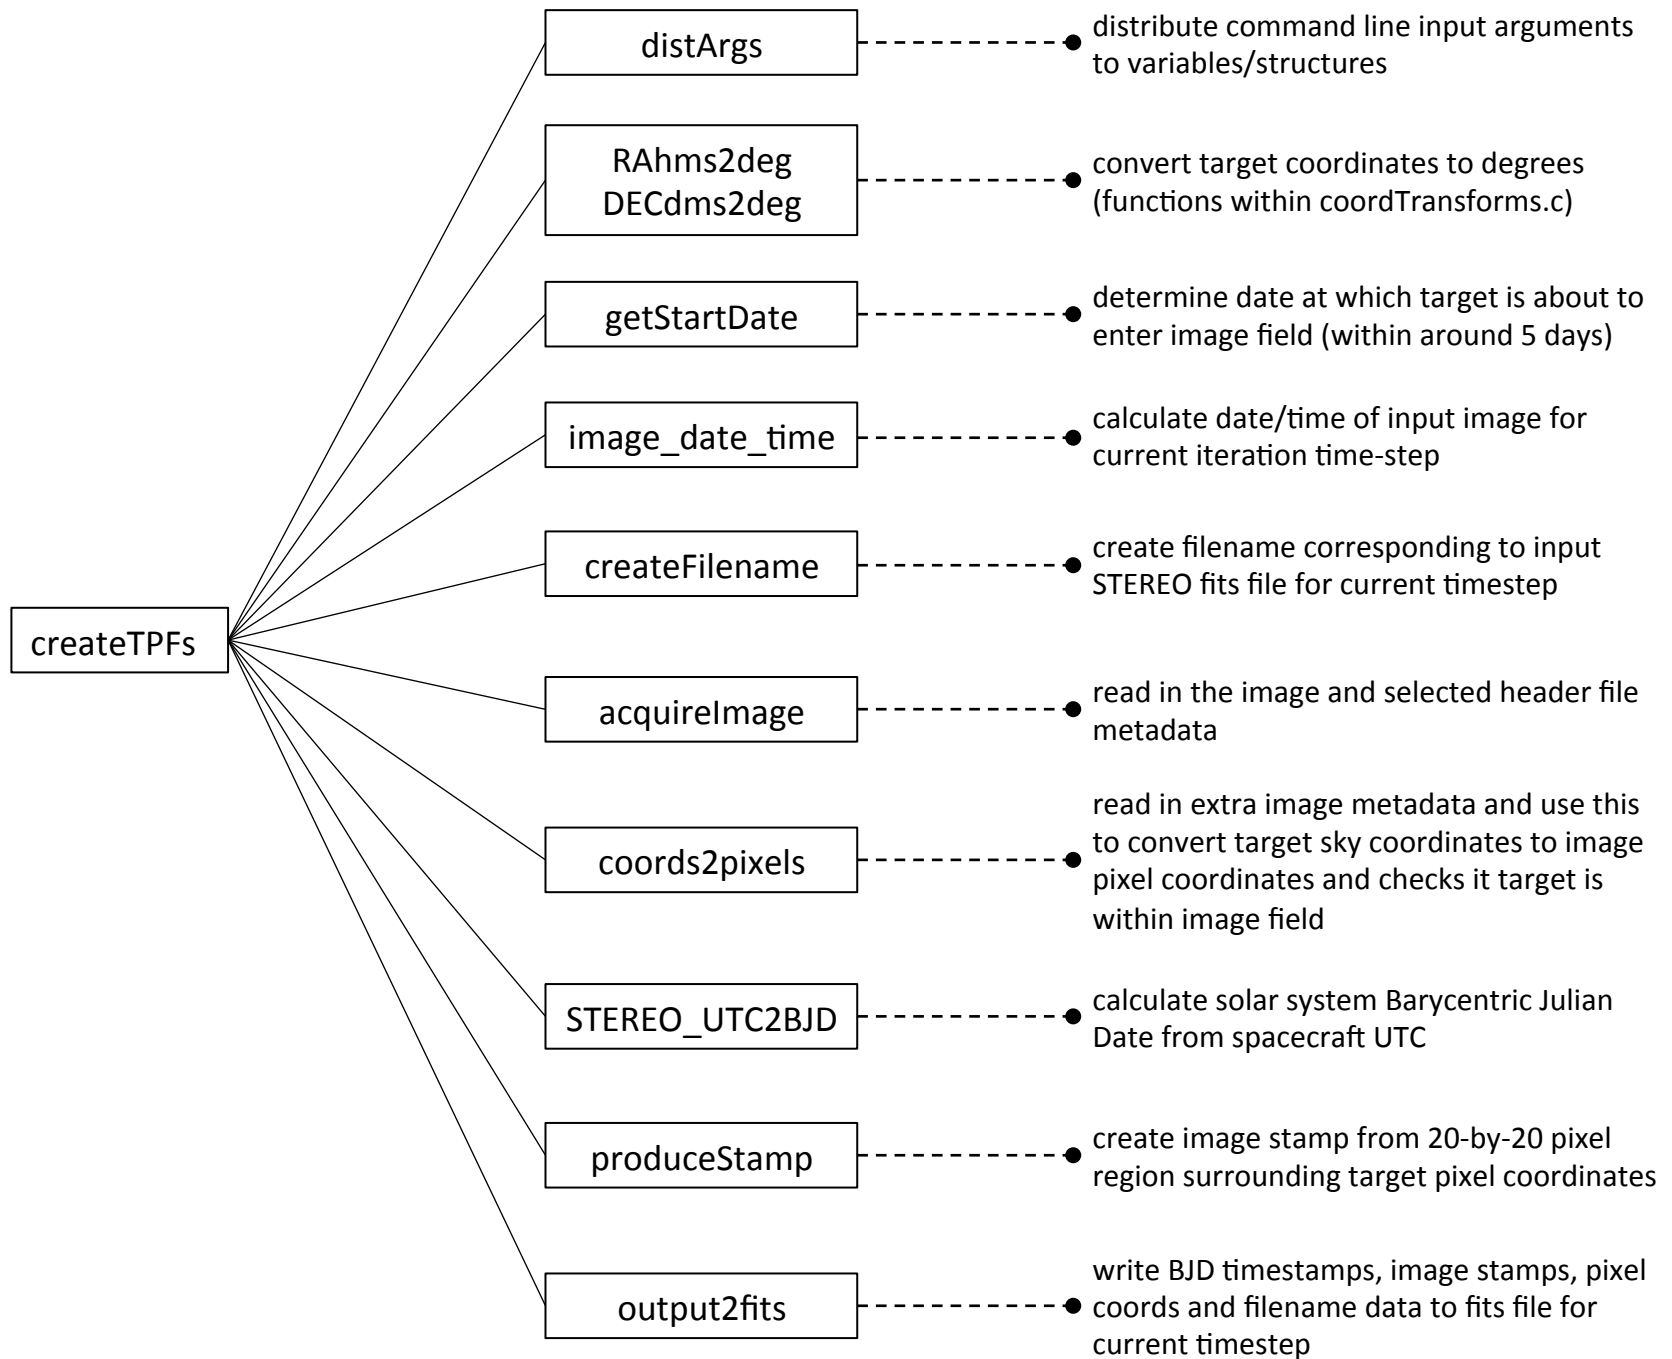 distArgs
distribute command line input arguments
to variables/structures
RAhms2deg
DECdms2deg
convert target coordinates to degrees
(functions within coordTransforms.c)
getStartDate
determine date at which target is about to
enter image field (within around 5 days)
image_date_time
calculate date/time of input image for
current iteration time-step
createFilename
create filename corresponding to input
STEREO fits file for current timestep
createTPFs
acquireImage
read in the image and selected header file
metadata
coords2pixels
read in extra image metadata and use this
to convert target sky coordinates to image
pixel coordinates and checks it target is
within image field
STEREO_UTC2BJD
calculate solar system Barycentric Julian
Date from spacecraft UTC
produceStamp
create image stamp from 20-by-20 pixel
region surrounding target pixel coordinates
output2fits
write BJD timestamps, image stamps, pixel
coords and filename data to fits file for
current timestep